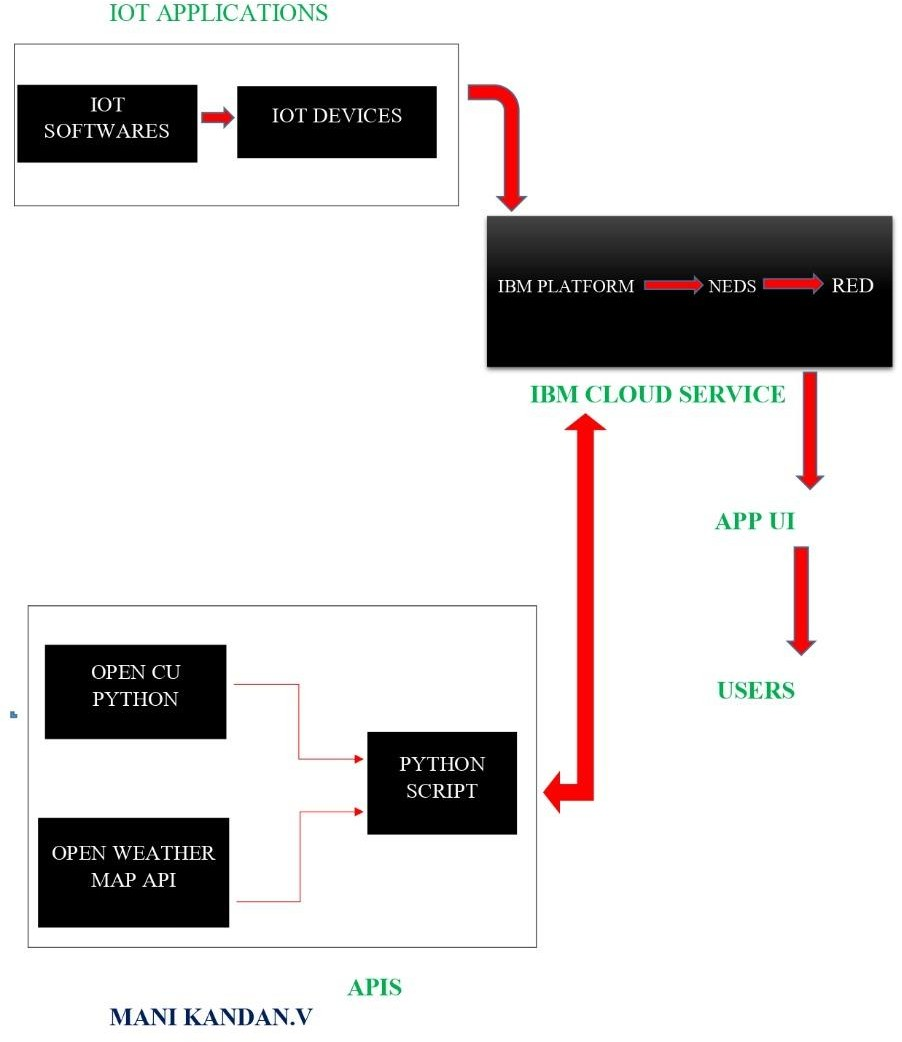 IOT APPLICATIONS
IOT
SOFTWARES
IOT DEVICES
IBM PLATFORM
NEDS
RED
IBM CLOUD SERVICE
APP UI
USERS
OPEN CU
PYTHON
PYTHON
SCRIPT
OPEN WEATHER
MAP API
APIS
MANI KANDAN.V